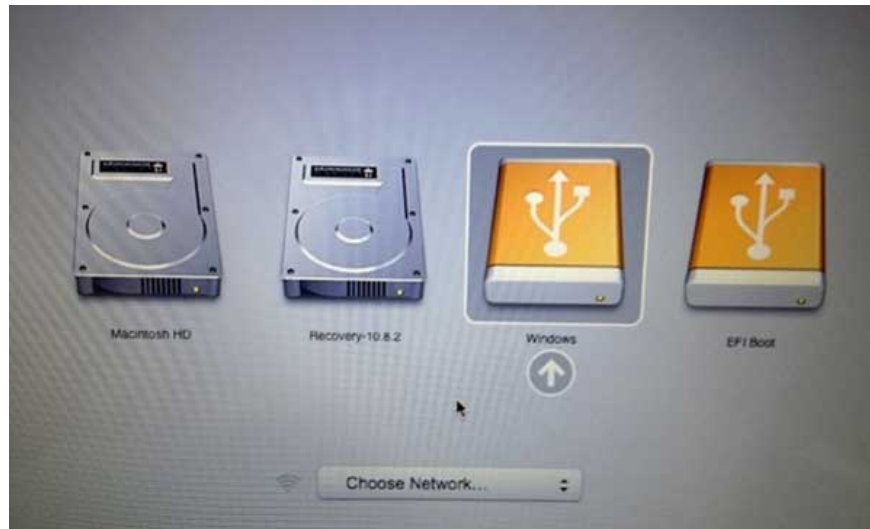 Macintosh HD
Recovery-10.8.2
Windows
EFI Boot
Choose Network...